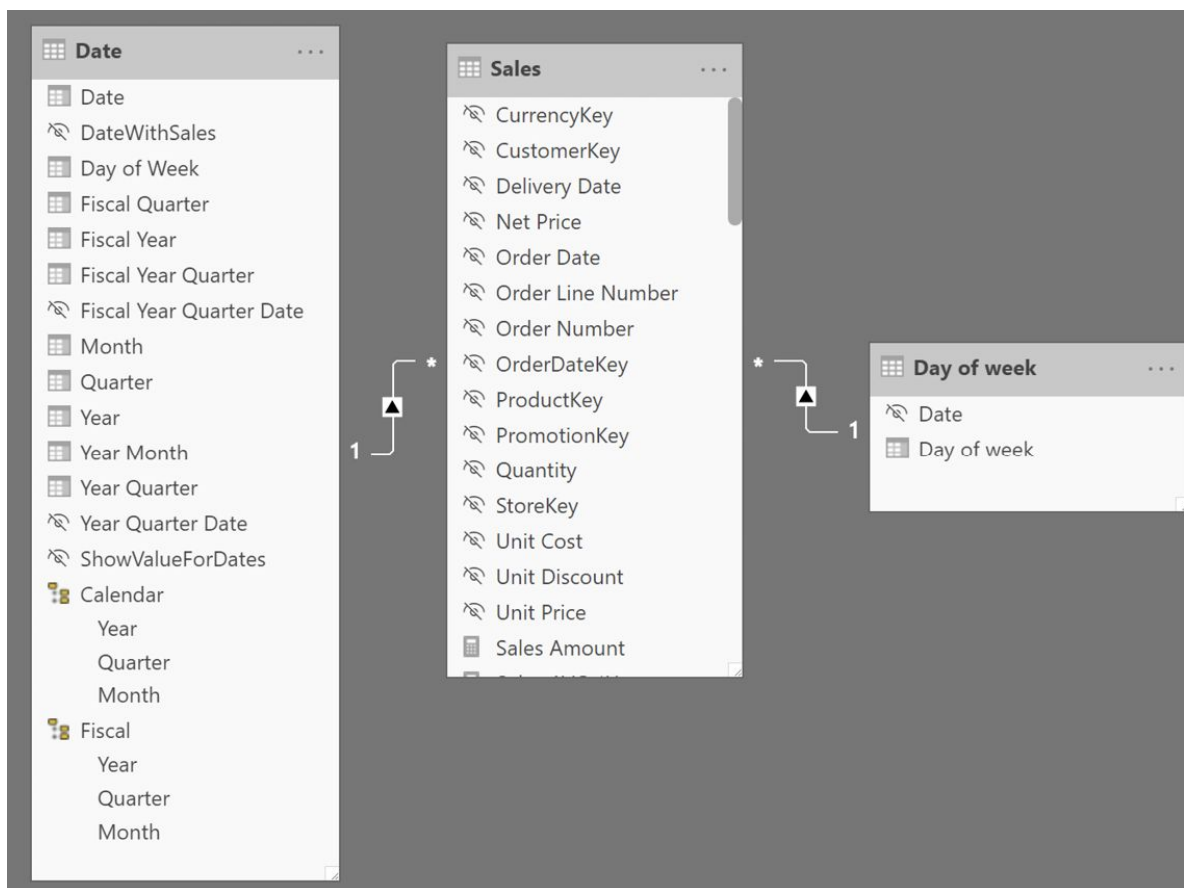 Date
Date
DateWithSales
Day of Week
Fiscal Quarter
Fiscal Year
Fiscal Year Quarter
Fiscal Year Quarter Date
Month
Quarter
Year
Year Month
Year Quarter
Year Quarter Date
ShowValueForDates
Calendar
Year
Quarter
Month
Fiscal
Year
Quarter
Month
1
*
Sales
CurrencyKey
CustomerKey
Delivery Date
Net Price
Order Date
Order Line Number
Order Number
OrderDateKey
ProductKey
PromotionKey
Quantity
StoreKey
Unit Cost
Unit Discount
Unit Price
Sales Amount
*
1
Day of week
Date
Day of week